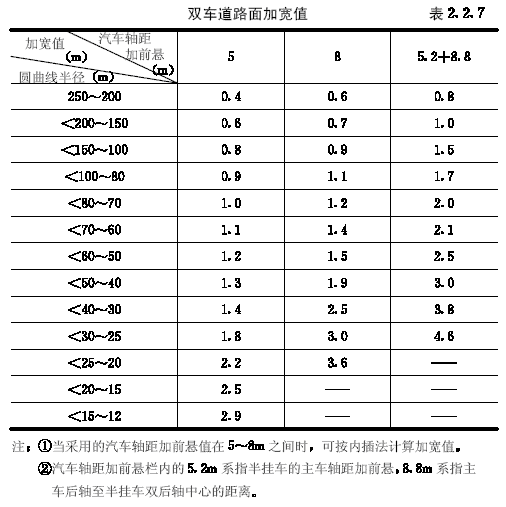 双车道路面加宽值 表2.2.7
加宽值 (m) 汽车轴距加前悬 (m) 圆曲线半径 (m) 5 8 5.2+8.8
250～200 0.4 0.6 0.8
<200～150 0.6 0.7 1.0
<150～100 0.8 0.9 1.5
<100～80 0.9 1.1 1.7
<80～70 1.0 1.2 2.0
<70～60 1.1 1.4 2.1
<60～50 1.2 1.5 2.5
<50～40 1.3 1.9 3.0
<40～30 1.4 2.5 3.8
<30～25 1.8 3.0 4.6
<25～20 2.2 3.6 ——
<20～15 2.5 —— ——
<15～12 2.9 —— ——
注：①当采用的汽车轴距加前悬值在5～8m之间时，可按内插法计算加宽值。
②汽车轴距加前悬栏内的5.2m系指半挂车的主车轴距加前悬，8.8m系指主
车后轴至半挂车双后轴中心的距离。